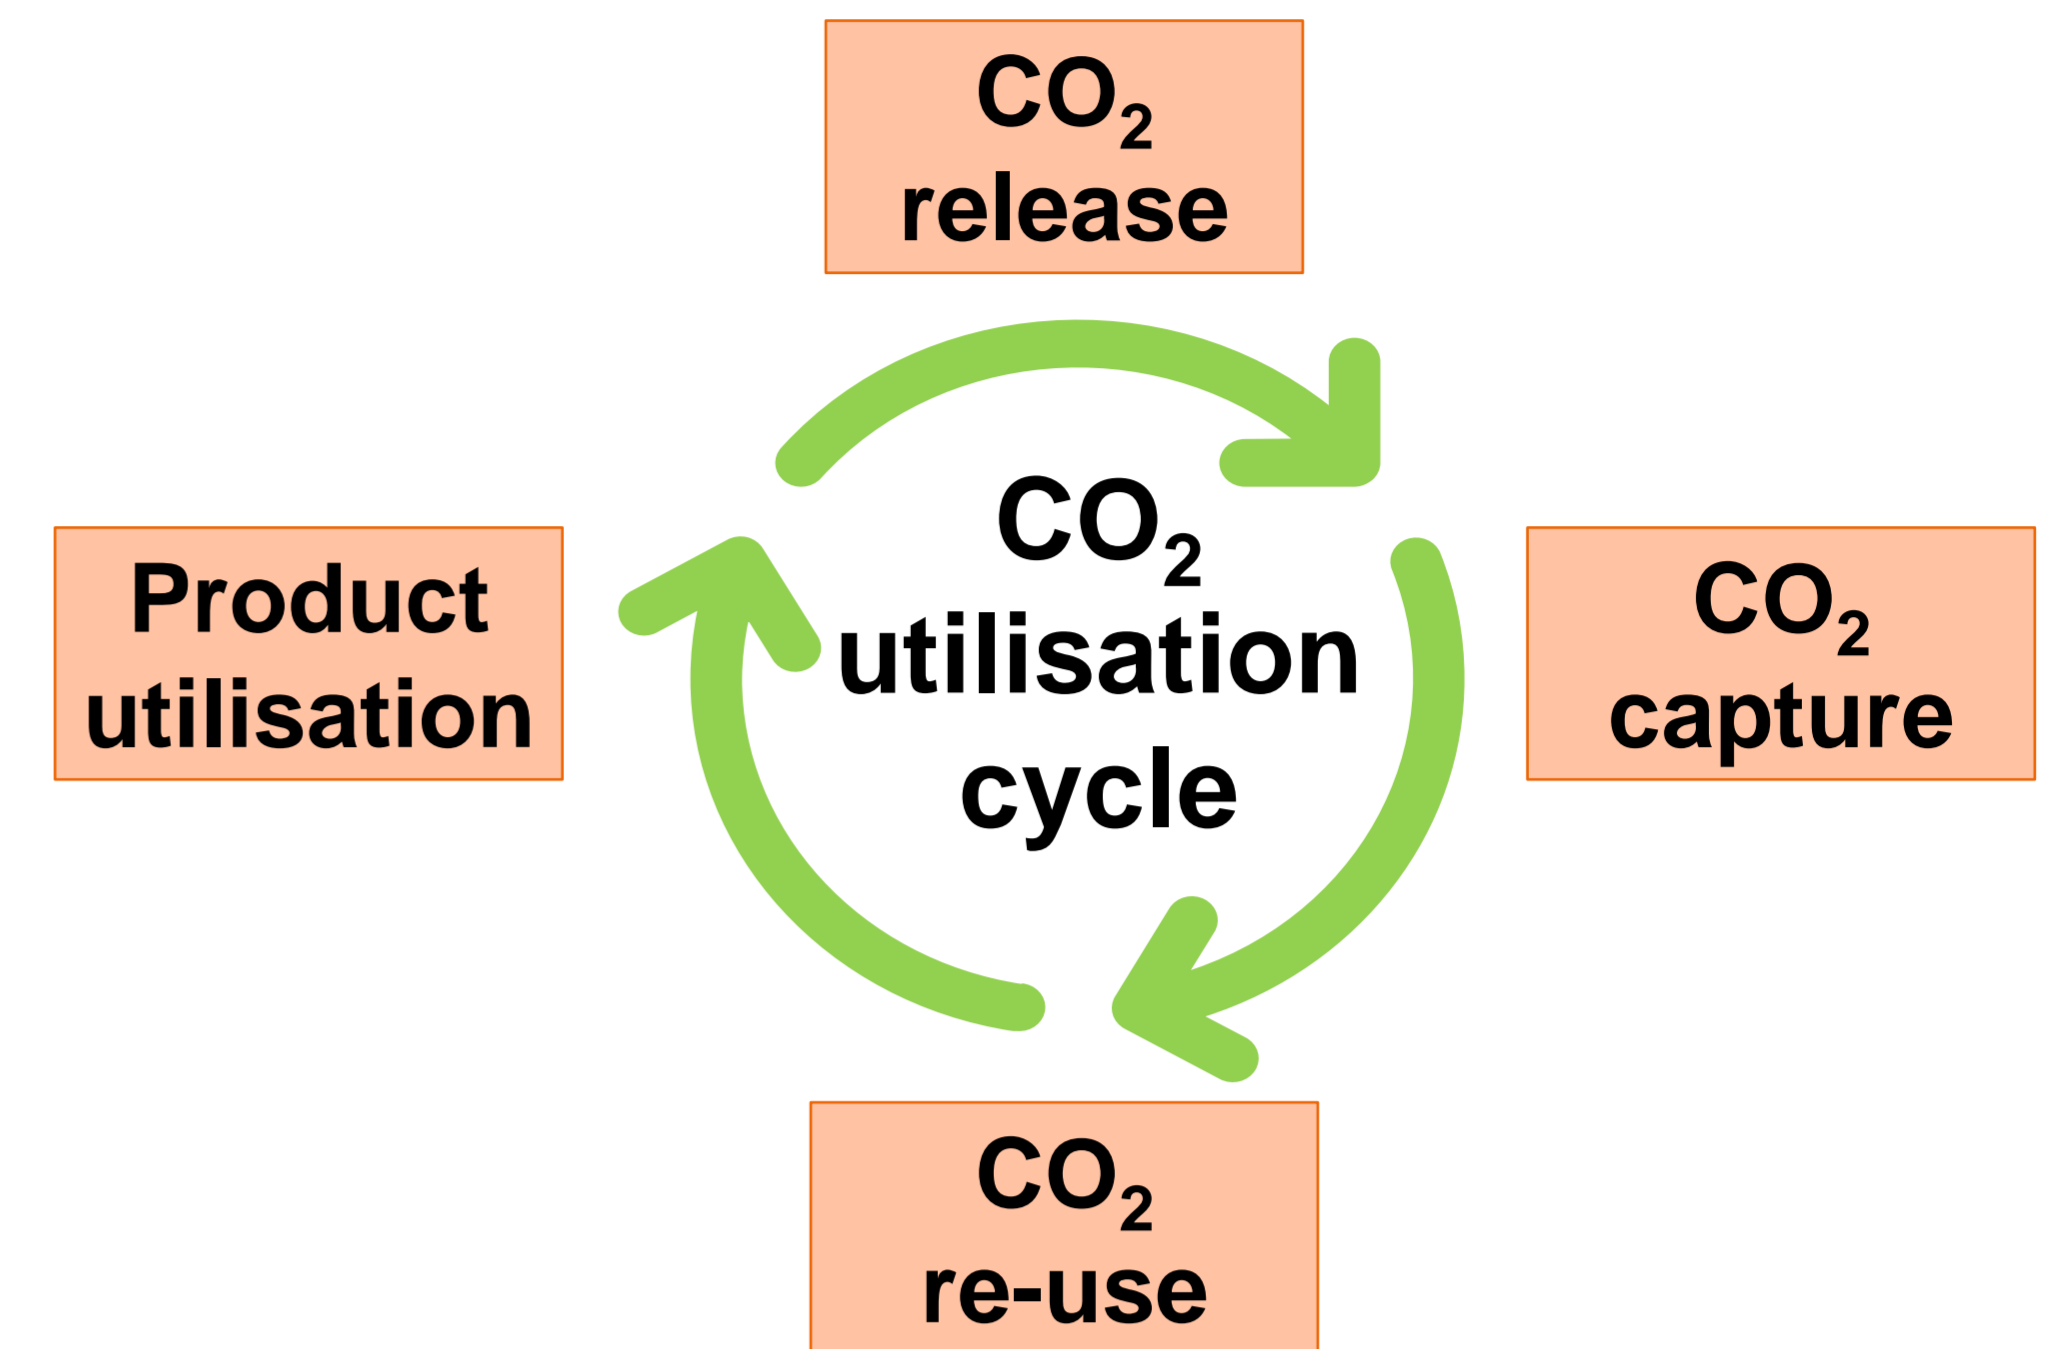 CO₂
release
CO₂
utilisation
cycle
Product
utilisation
CO₂
capture
CO₂
re-use